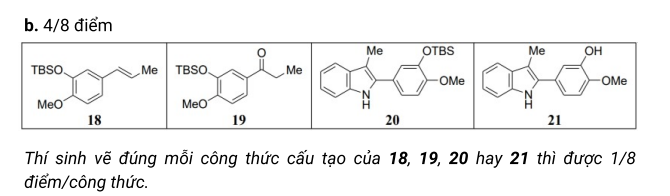 b. 4/8 điểm
TBSO MeO Me 18
TBSO MeO O Me 19
Me OTBS OMe N H 20
Me OH OMe N H 21
Thí sinh vẽ đúng mỗi công thức cấu tạo của 18, 19, 20 hay 21 thì được 1/8
điểm/công thức.